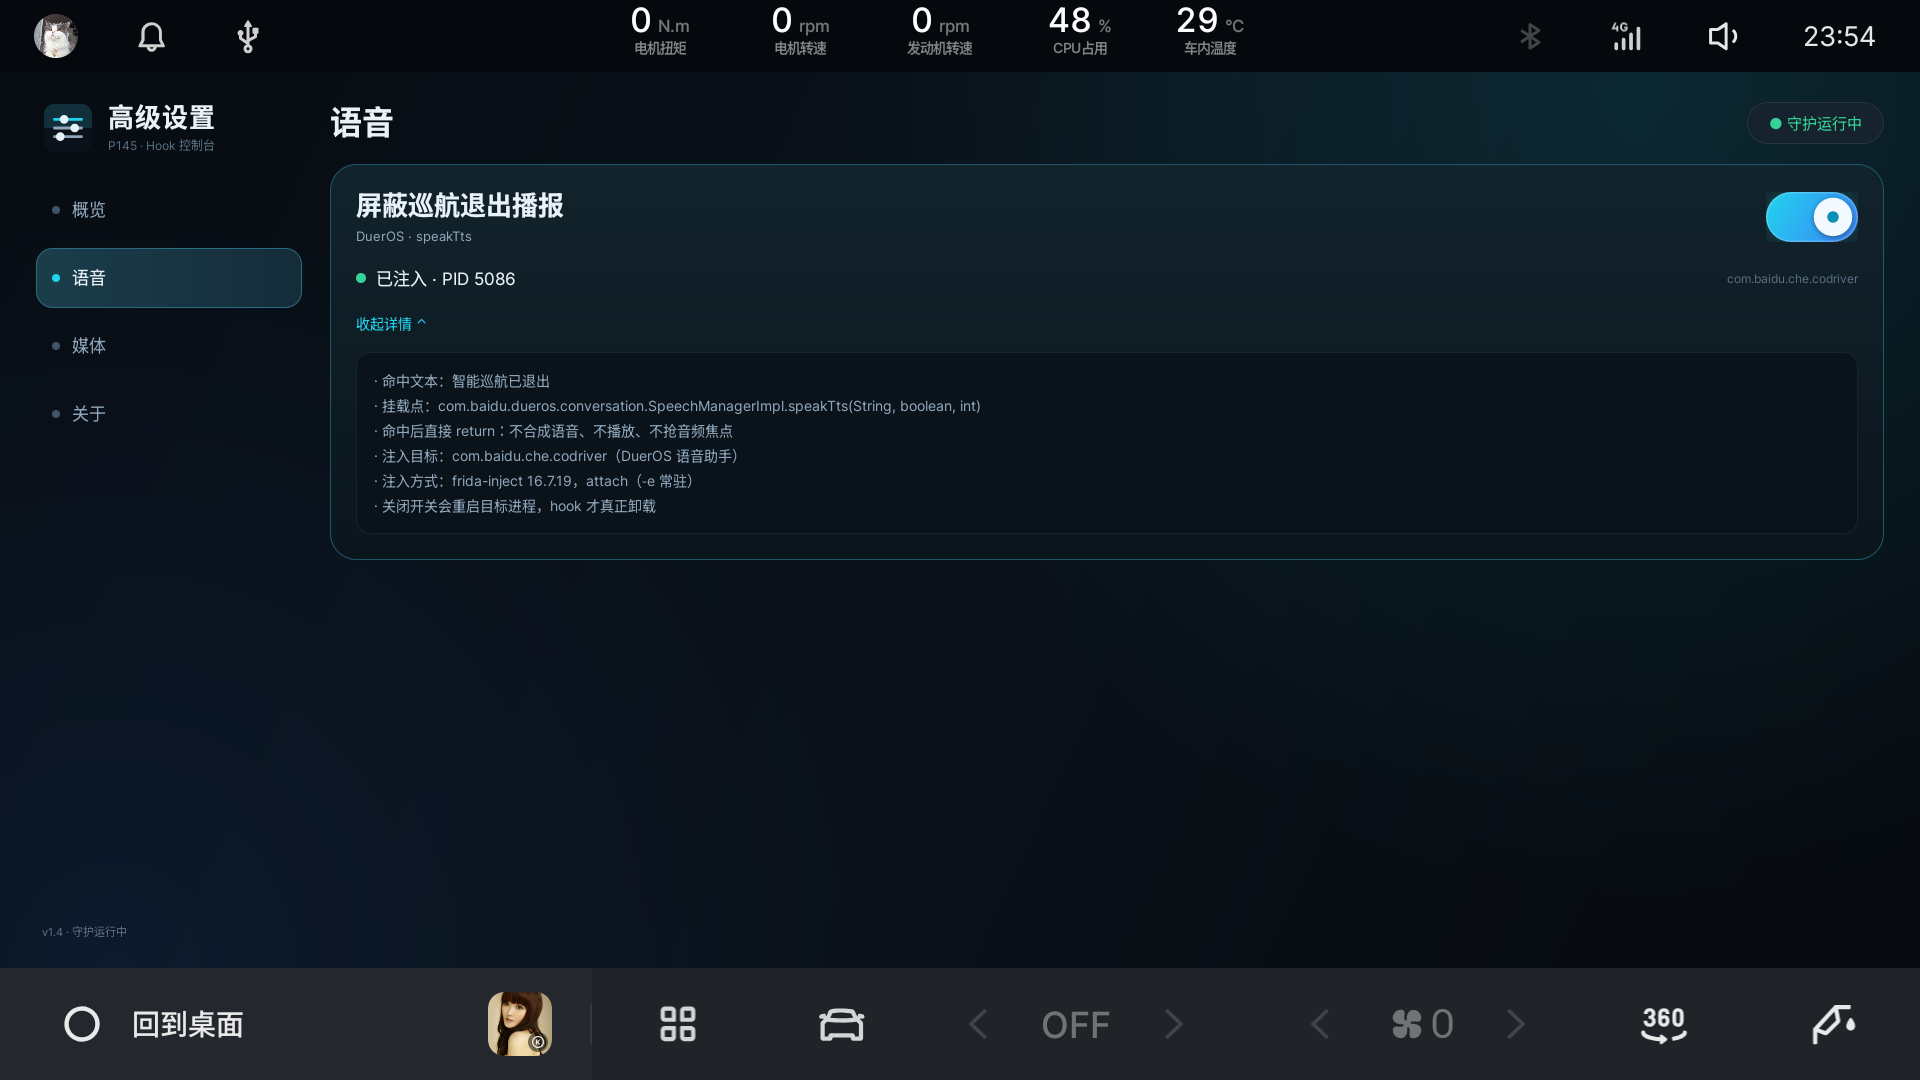 0 N.m
电机扭矩
0 rpm
电机转速
0 rpm
发动机转速
48 %
CPU占用
29 °C
车内温度
4G
23:54
高级设置
P145 · Hook 控制台
概览
语音
媒体
关于
v1.4 · 守护运行中
语音
守护运行中
屏蔽巡航退出播报
DuerOS · speakTts
已注入 · PID 5086
com.baidu.che.codriver
收起详情 ^
· 命中文本：智能巡航已退出
· 挂载点：com.baidu.dueros.conversation.SpeechManagerImpl.speakTts(String, boolean, int)
· 命中后直接 return：不合成语音、不播放、不抢音频焦点
· 注入目标：com.baidu.che.codriver（DuerOS 语音助手）
· 注入方式：frida-inject 16.7.19，attach（-e 常驻）
· 关闭开关会重启目标进程，hook 才真正卸载
回到桌面
K
OFF
0
360